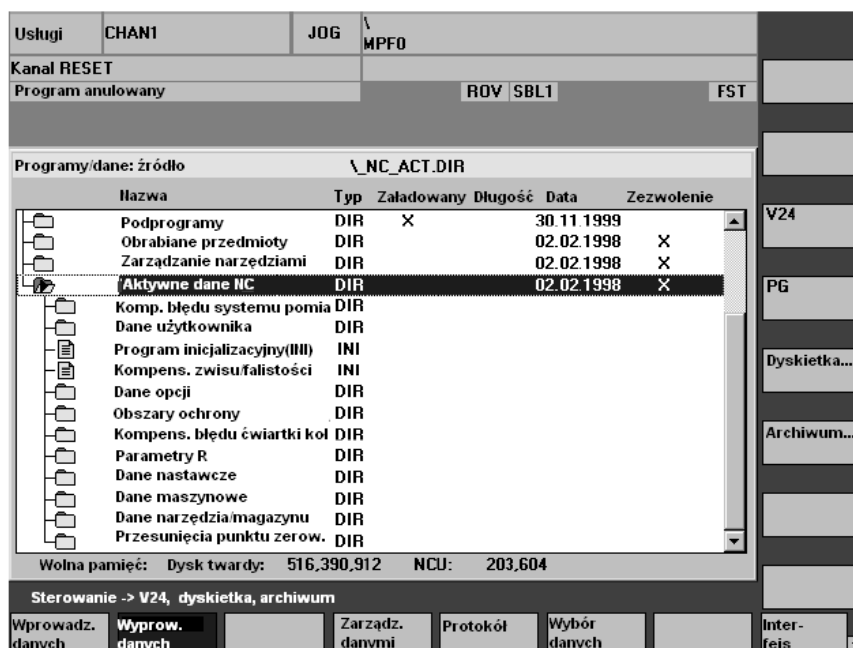 Usługi CHAN1 JOG \
MPF0
Kanal RESET
Program anulowany ROV SBL1 FST
Programy/dane: źródło \_NC_ACT.DIR
Nazwa Typ Załadowany Długość Data Zezwolenie
Podprogramy DIR X 30.11.1999
Obrabiane przedmioty DIR 02.02.1998 X
Zarządzanie narzędziami DIR 02.02.1998 X
Aktywne dane NC DIR 02.02.1998 X
Komp. błędu systemu pomia DIR
Dane użytkownika DIR
Program inicjalizacyjny(INI) INI
Kompens. zwisu/falistości INI
Dane opcji DIR
Obszary ochrony DIR
Kompens. błędu ćwiartki koł DIR
Parametry R DIR
Dane nastawcze DIR
Dane maszynowe DIR
Dane narzędzia/magazynu DIR
Przesunięcia punktu zerow. DIR
Wolna pamięć: Dysk twardy: 516,390,912 NCU: 203,604
Sterowanie -> V24, dyskietka, archiwum
V24
PG
Dyskietka...
Archiwum...
Wprowadz. danych
Wyprow. danych
Zarządz. danymi
Protokół
Wybór danych
Inter-
fejs